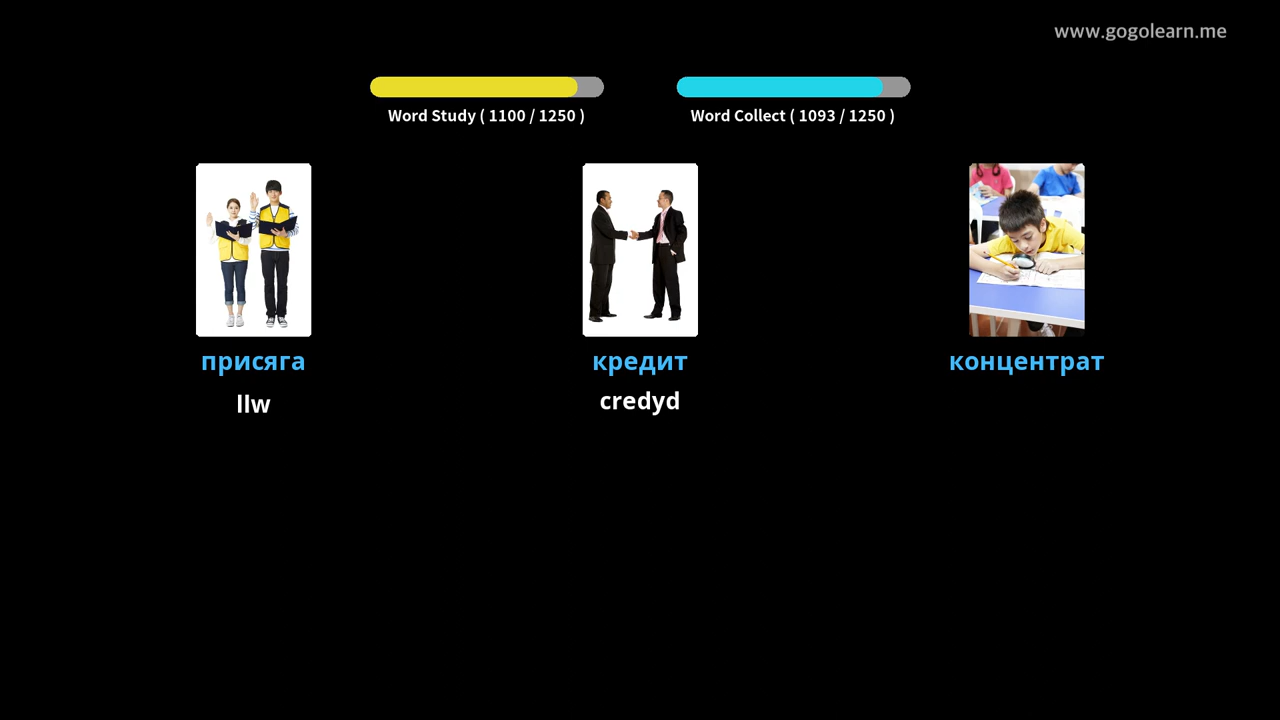 www.gogolearn.me
Word Study ( 1100 / 1250 )
Word Collect ( 1093 / 1250 )
присяга
кредит
концентрат
llw
credyd